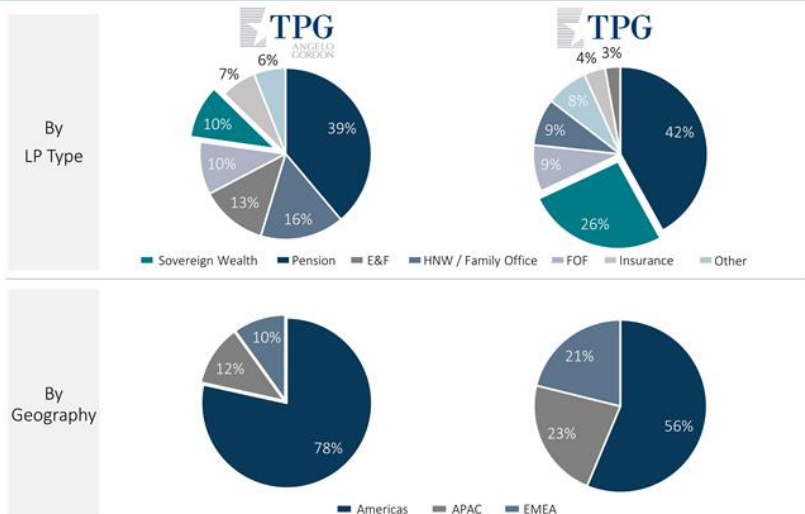 TPG
ANGELO
GORDON
TPG
By
LP Type
39%
16%
13%
10%
10%
7%
6%
42%
26%
9%
9%
8%
4%
3%
Sovereign Wealth
Pension
E&F
HNW / Family Office
FOF
Insurance
Other
By
Geography
78%
12%
10%
56%
23%
21%
Americas
APAC
EMEA